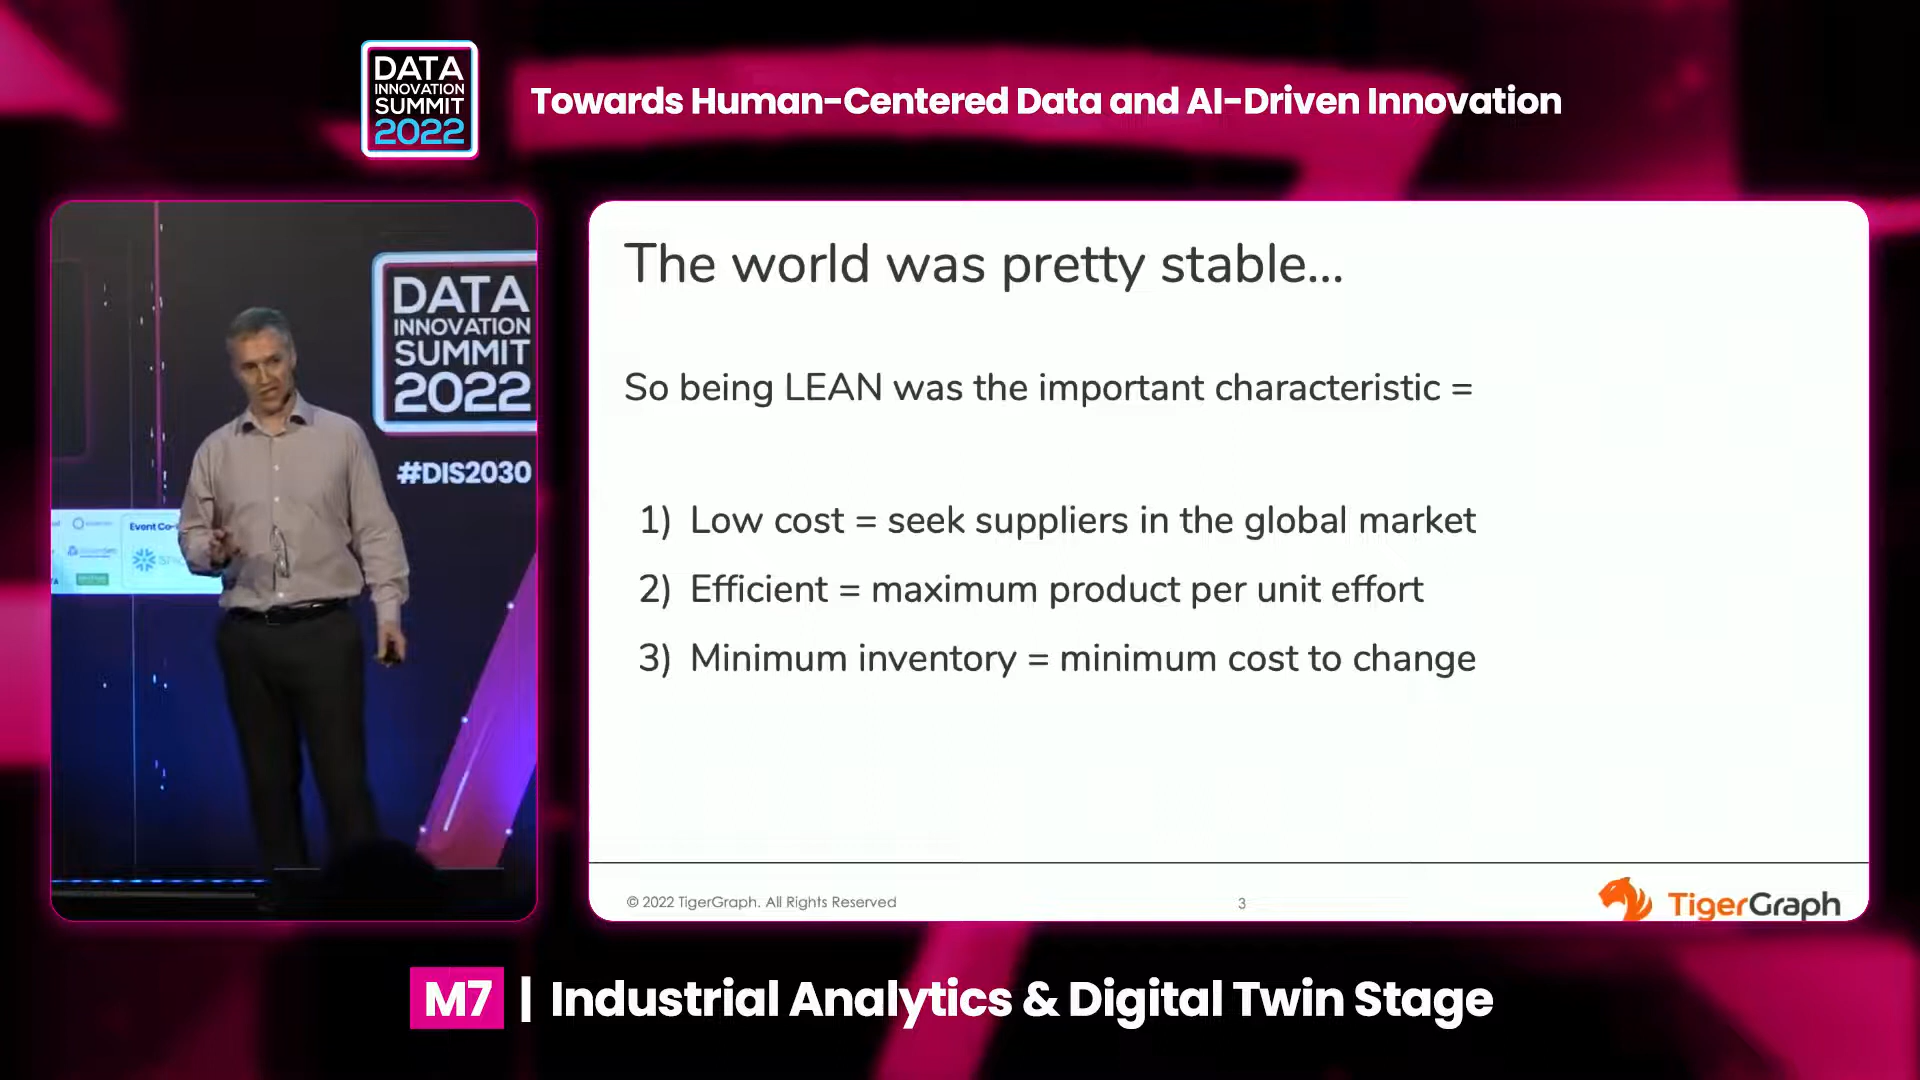 DATA
INNOVATION
SUMMIT
2022
Towards Human-Centered Data and AI-Driven Innovation
DATA
INNOVATION
SUMMIT
2022
#DIS2030
Event Co-
The world was pretty stable...
So being LEAN was the important characteristic =
1) Low cost = seek suppliers in the global market
2) Efficient = maximum product per unit effort
3) Minimum inventory = minimum cost to change
© 2022 TigerGraph. All Rights Reserved
3
TigerGraph
M7 | Industrial Analytics & Digital Twin Stage